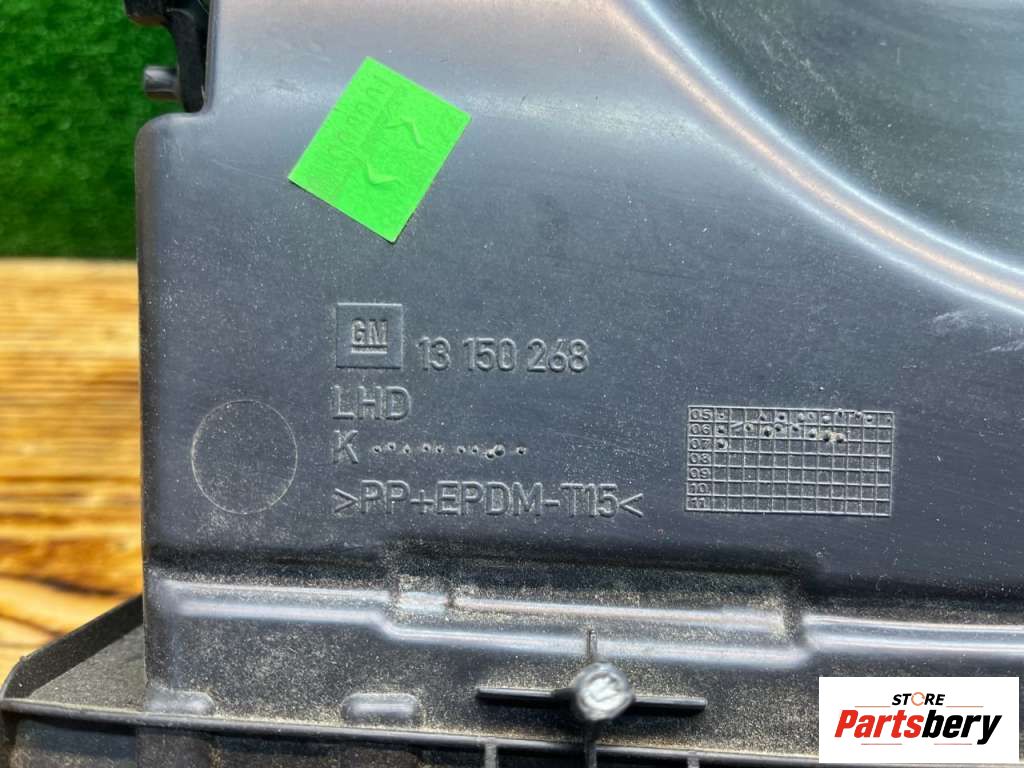 GM 13 150 268
LHD
K
>PP+EPDM-T15<
05
06
07
08
09
10
11
STORE
Partsbery